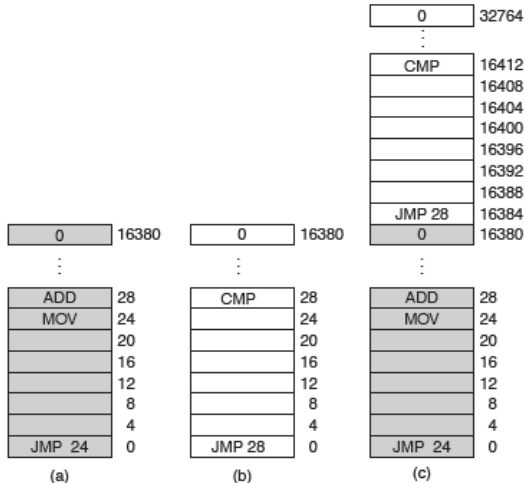 0 32764
⋮
CMP 16412
16408
16404
16400
16396
16392
16388
JMP 28 16384
0 16380 0 16380 0 16380
⋮ ⋮ ⋮
ADD 28 CMP 28 ADD 28
MOV 24 24 MOV 24
20 20 20
16 16 16
12 12 12
8 8 8
4 4 4
JMP 24 0 JMP 28 0 JMP 24 0
(a) (b) (c)